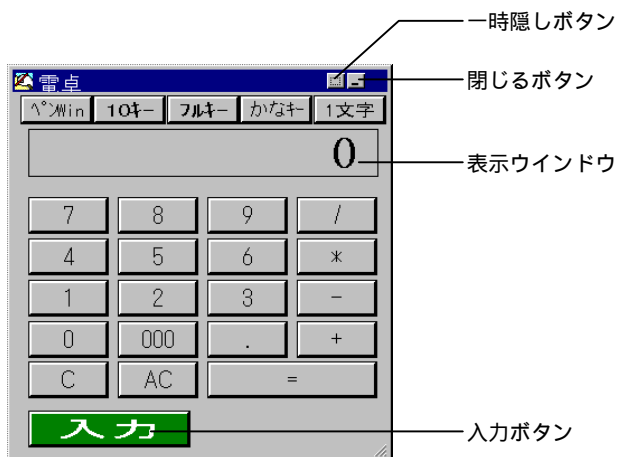 一時隠しボタン
電卓
閉じるボタン
ペンWin 10キー フルキー かなキー 1文字
0
表示ウインドウ
7 8 9 /
4 5 6 *
1 2 3 -
0 000 . +
C AC =
入力
入力ボタン